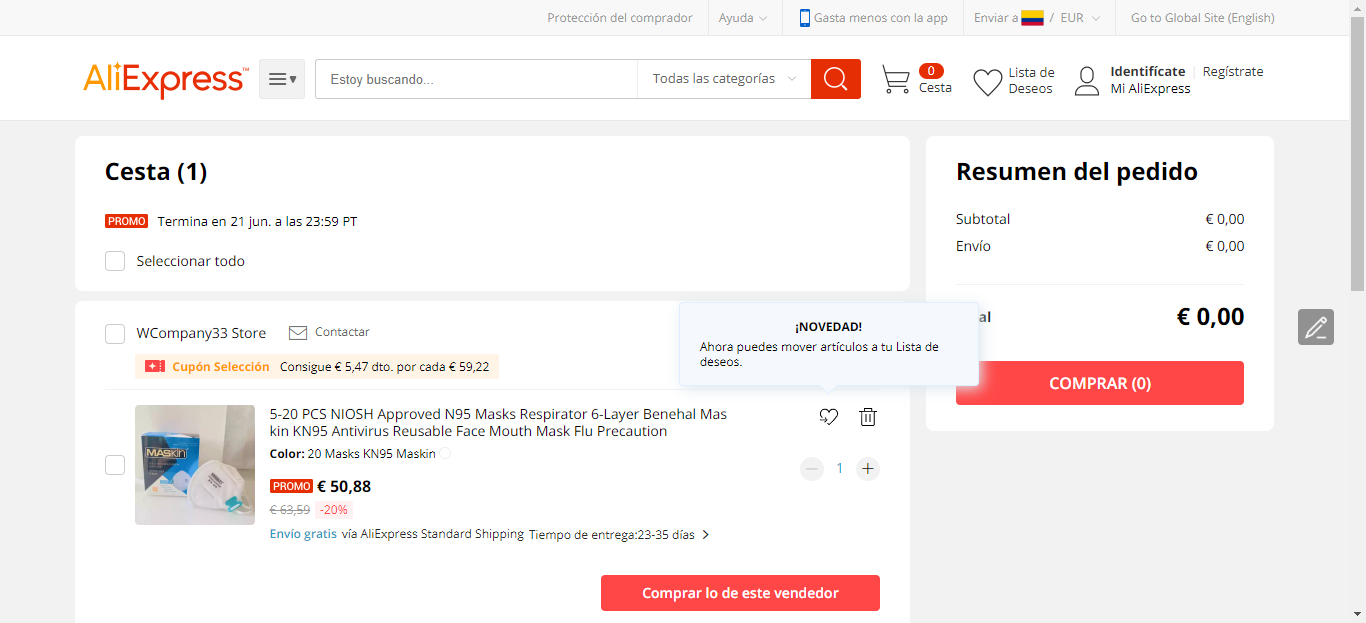 Protección del comprador
Ayuda
Gasta menos con la app
Enviar a / EUR
Go to Global Site (English)
AliExpress™
Estoy buscando...
Todas las categorías
0
Cesta
Lista de
Deseos
Identifícate
Regístrate
Mi AliExpress
Cesta (1)
PROMO Termina en 21 jun. a las 23:59 PT
Seleccionar todo
Resumen del pedido
Subtotal € 0,00
Envío € 0,00
al € 0,00
COMPRAR (0)
WCompany33 Store
Contactar
¡NOVEDAD!
Ahora puedes mover artículos a tu Lista de
deseos.
Cupón Selección Consigue € 5,47 dto. por cada € 59,22
MASkin
5-20 PCS NIOSH Approved N95 Masks Respirator 6-Layer Benehal Mas
kin KN95 Antivirus Reusable Face Mouth Mask Flu Precaution
Color: 20 Masks KN95 Maskin
1
PROMO € 50,88
€ 63,59 -20%
Envío gratis vía AliExpress Standard Shipping Tiempo de entrega:23-35 días
Comprar lo de este vendedor